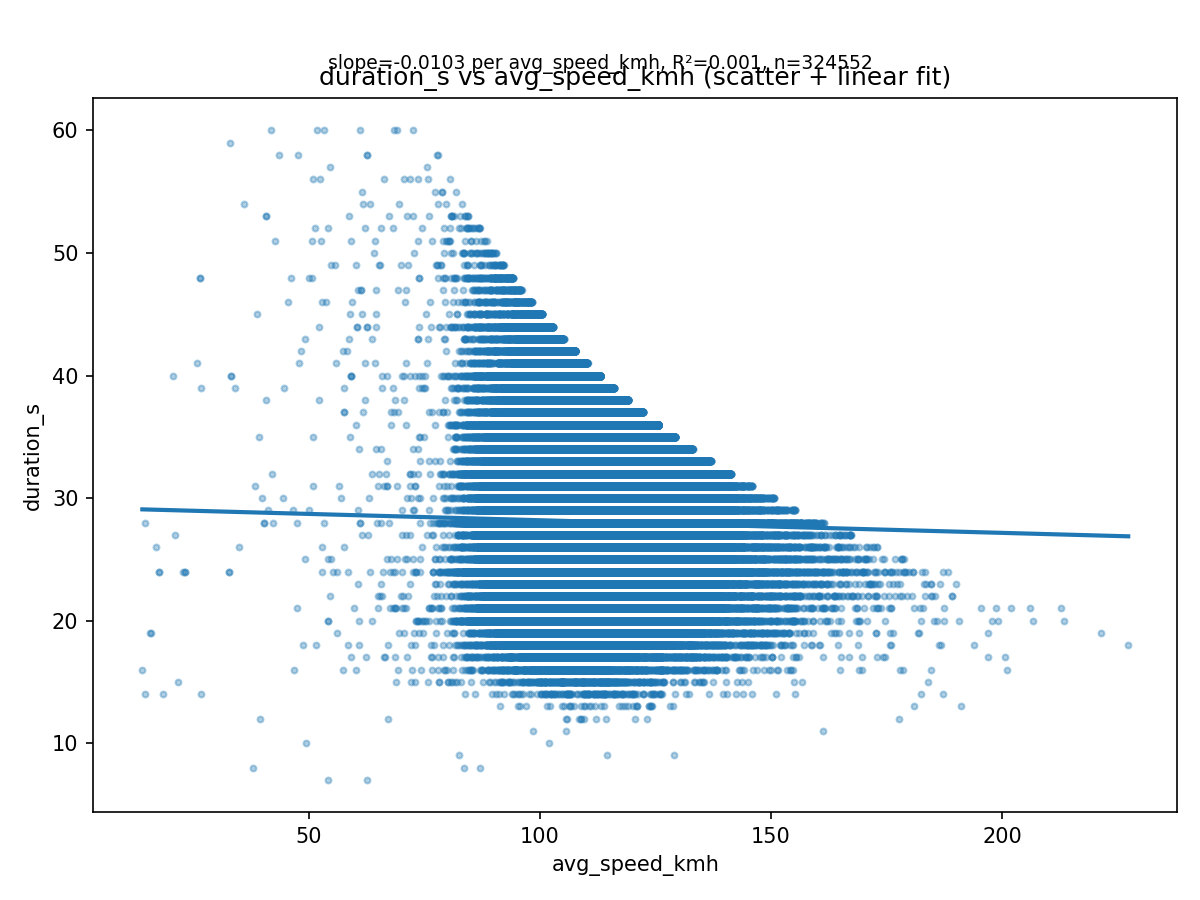 slope=-0.0103 per avg_speed_kmh, R²=0.001, n=324552
duration_s vs avg_speed_kmh (scatter + linear fit)
60
50
40
30
20
10
duration_s
50
100
150
200
avg_speed_kmh